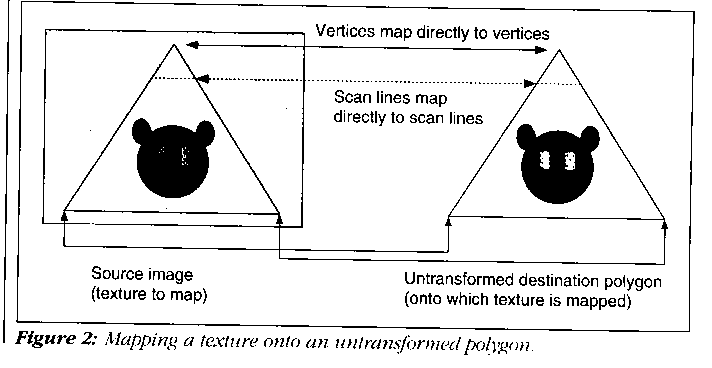 Vertices map directly to vertices
Scan lines map
directly to scan lines
Source image
(texture to map)
Untransformed destination polygon
(onto which texture is mapped)
Figure 2: Mapping a texture onto an untransformed polygon.